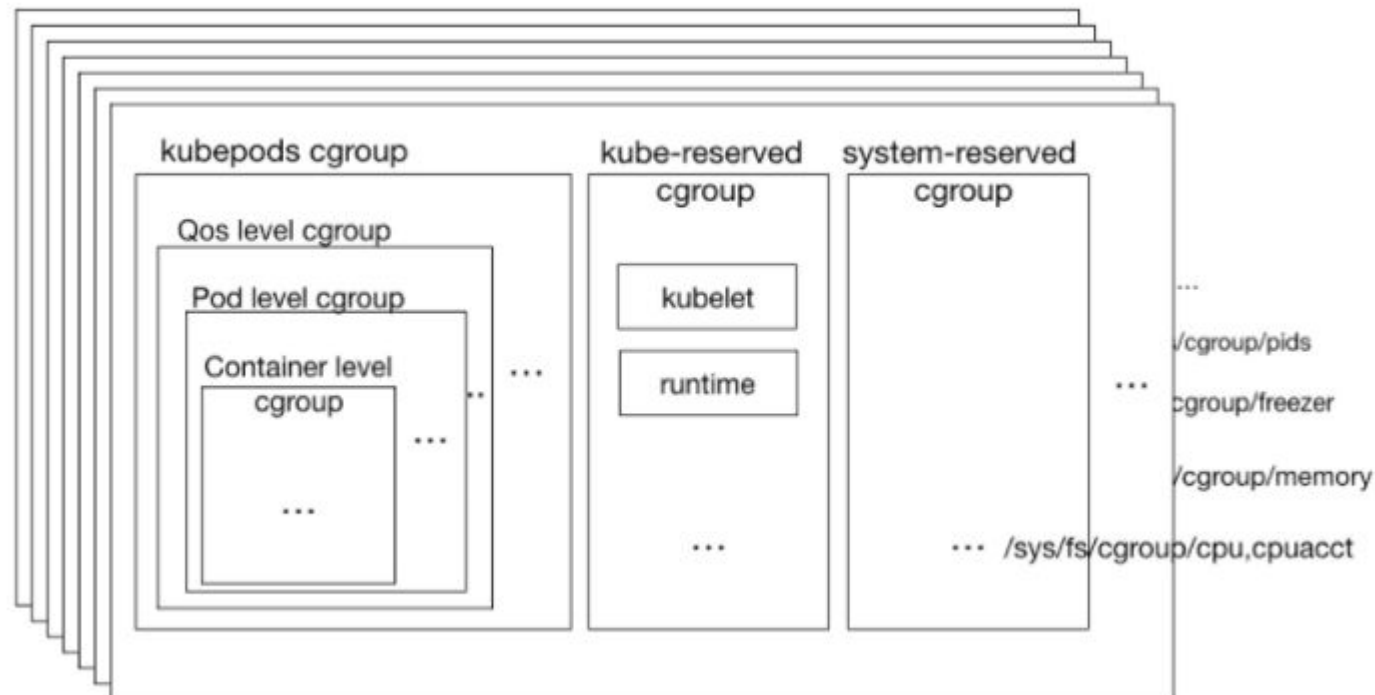 kubepods cgroup
kube-reserved
cgroup
system-reserved
cgroup
Qos level cgroup
Pod level cgroup
Container level
cgroup
...
..
...
...
kubelet
runtime
...
...
...
/cgroup/pids
cgroup/freezer
/cgroup/memory
...
... /sys/fs/cgroup/cpu,cpuacct